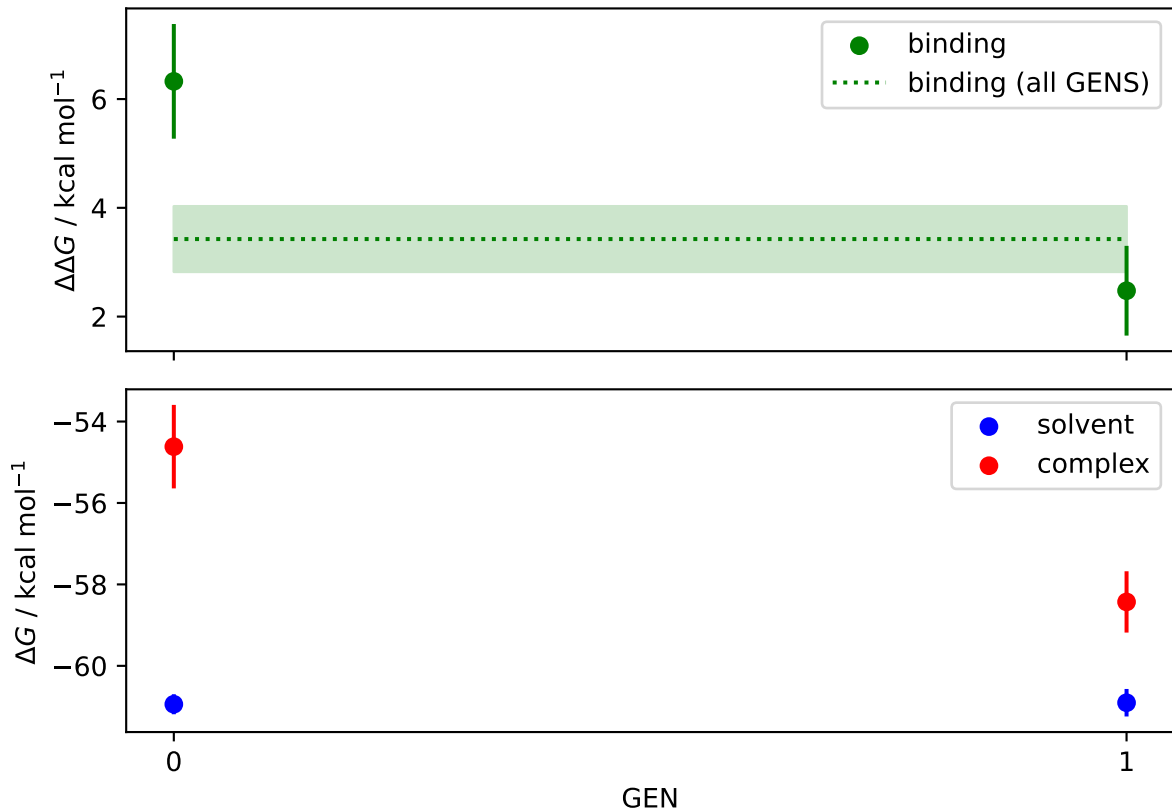 6
4
2
ΔΔG / kcal mol⁻¹
binding
binding (all GENS)
−54
−56
−58
−60
ΔG / kcal mol⁻¹
solvent
complex
0
1
GEN